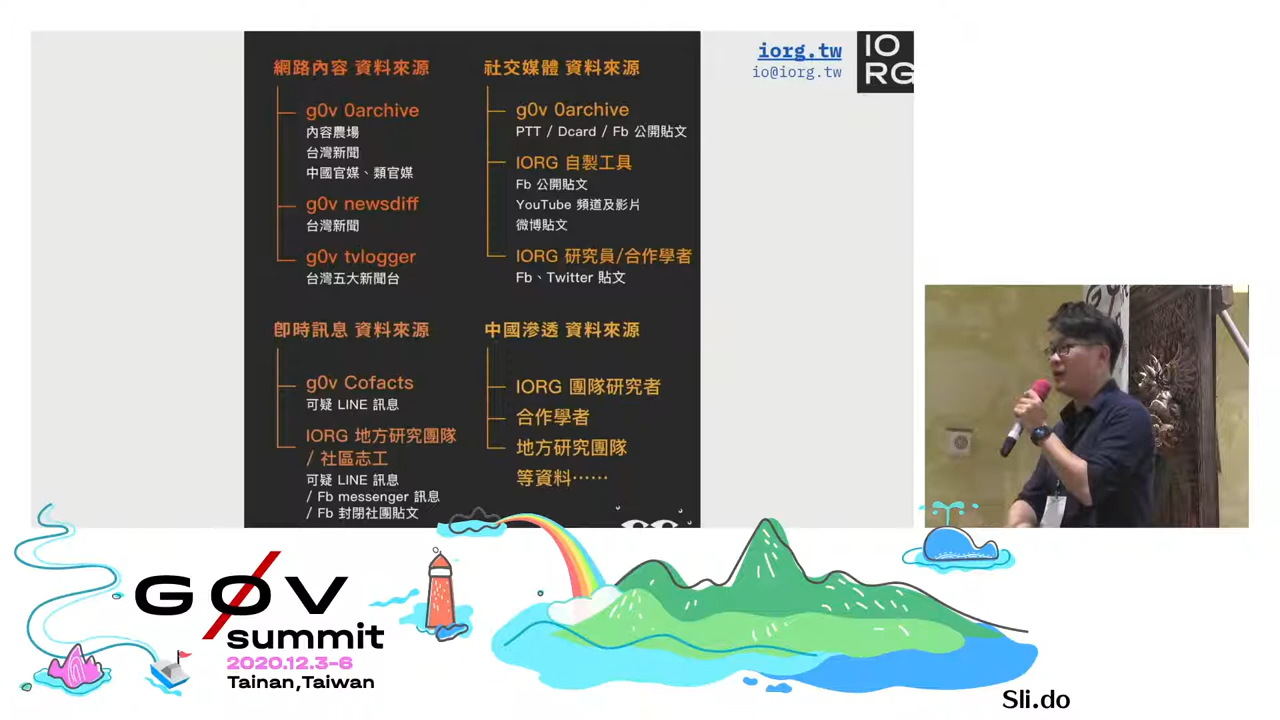 網路內容 資料來源
g0v 0archive
內容農場
台灣新聞
中國官媒、類官媒
g0v newsdiff
台灣新聞
g0v tvlogger
台灣五大新聞台
社交媒體 資料來源
g0v 0archive
PTT / Dcard / Fb 公開貼文
IORG 自製工具
Fb 公開貼文
YouTube 頻道及影片
微博貼文
IORG 研究員/合作學者
Fb、Twitter 貼文
即時訊息 資料來源
g0v Cofacts
可疑 LINE 訊息
IORG 地方研究團隊
/ 社區志工
可疑 LINE 訊息
/ Fb messenger 訊息
/ Fb 封閉社團貼文
中國滲透 資料來源
IORG 團隊研究者
合作學者
地方研究團隊
等資料⋯⋯
iorg.tw
io@iorg.tw
IO
RG
G0V
summit
2020.12.3-6
Tainan,Taiwan
Sli.do